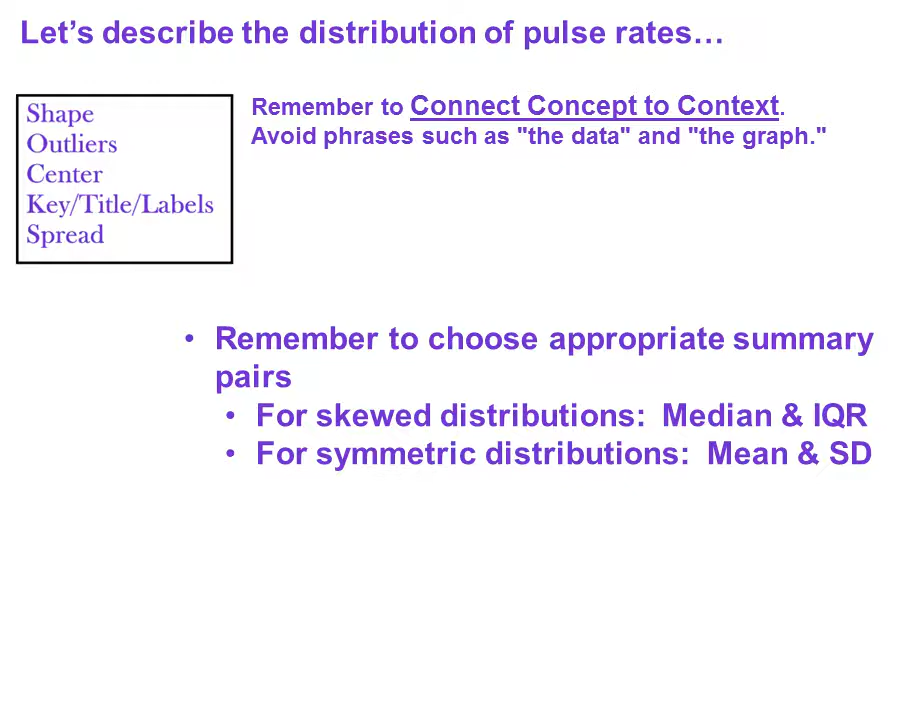 Let’s describe the distribution of pulse rates…
Shape
Outliers
Center
Key/Title/Labels
Spread
Remember to Connect Concept to Context.
Avoid phrases such as "the data" and "the graph."
• Remember to choose appropriate summary
pairs
• For skewed distributions: Median & IQR
• For symmetric distributions: Mean & SD